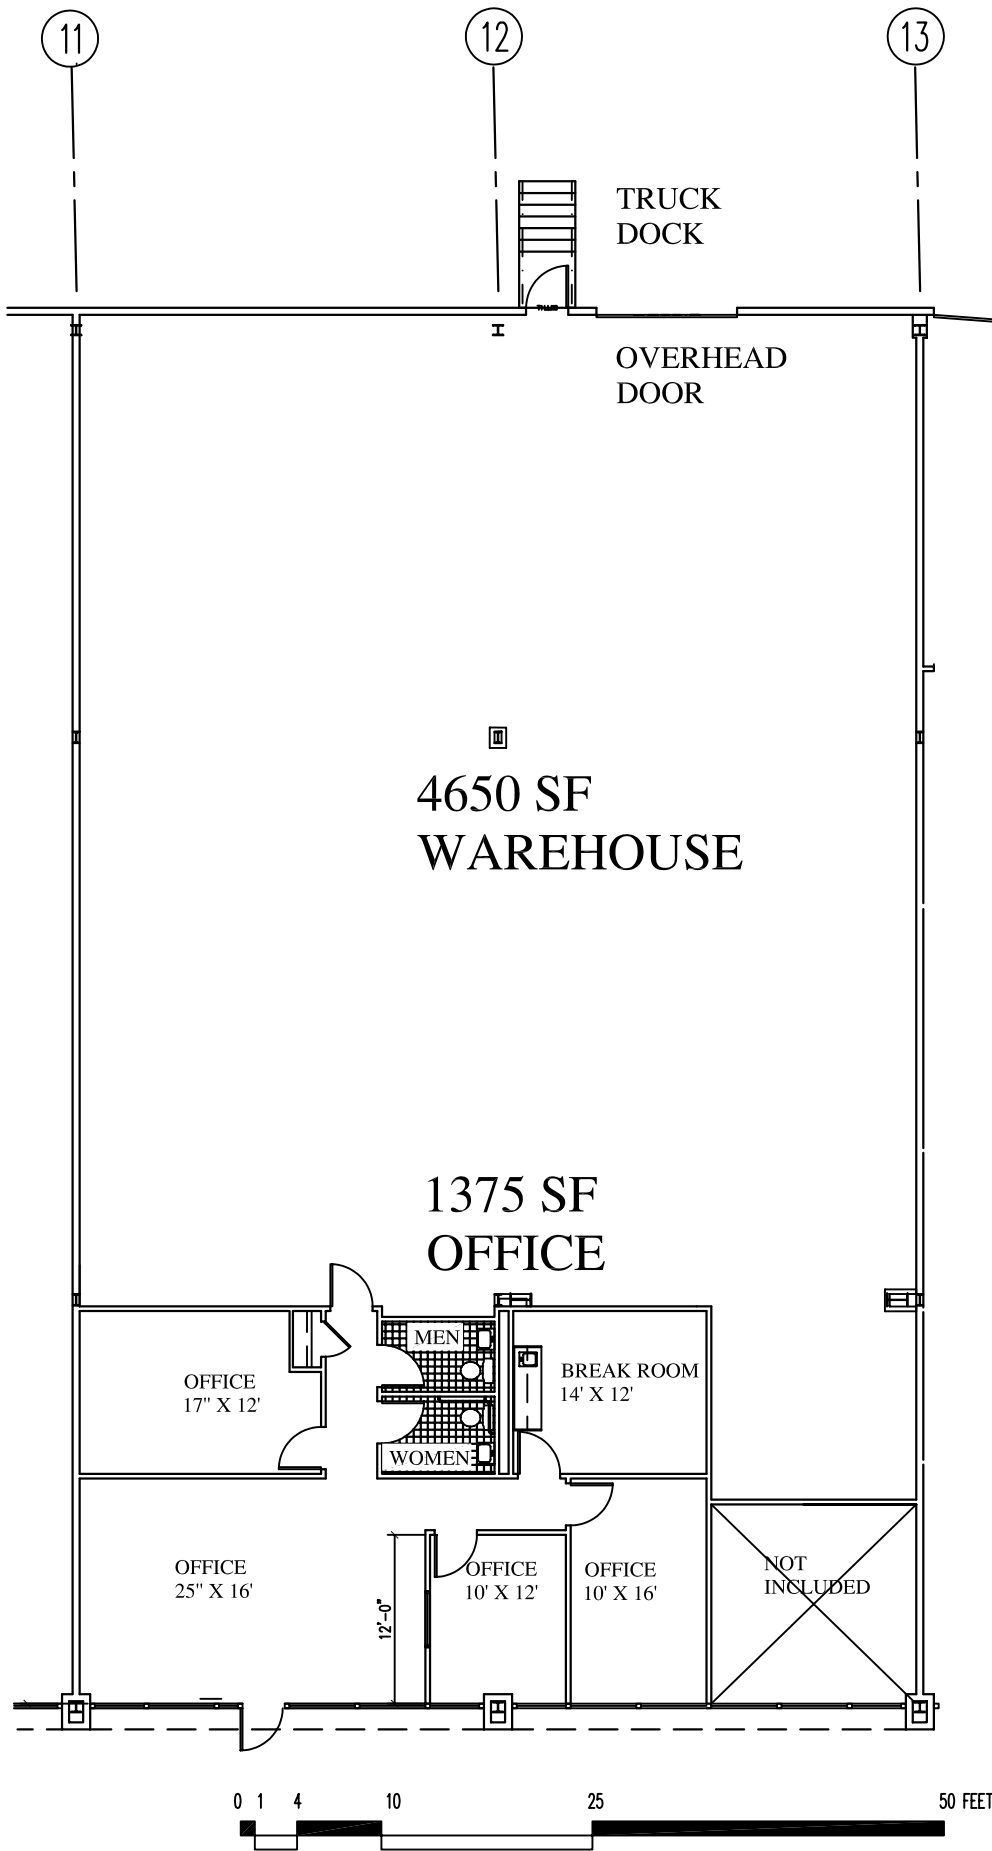 11
12
13
TRUCK
DOCK
OVERHEAD
DOOR
4650 SF
WAREHOUSE
1375 SF
OFFICE
MEN
OFFICE
17" X 12'
BREAK ROOM
14' X 12'
WOMEN
OFFICE
25" X 16'
12'-0"
OFFICE
10' X 12'
OFFICE
10' X 16'
NOT
INCLUDED
0 1 4 10 25 50 FEET